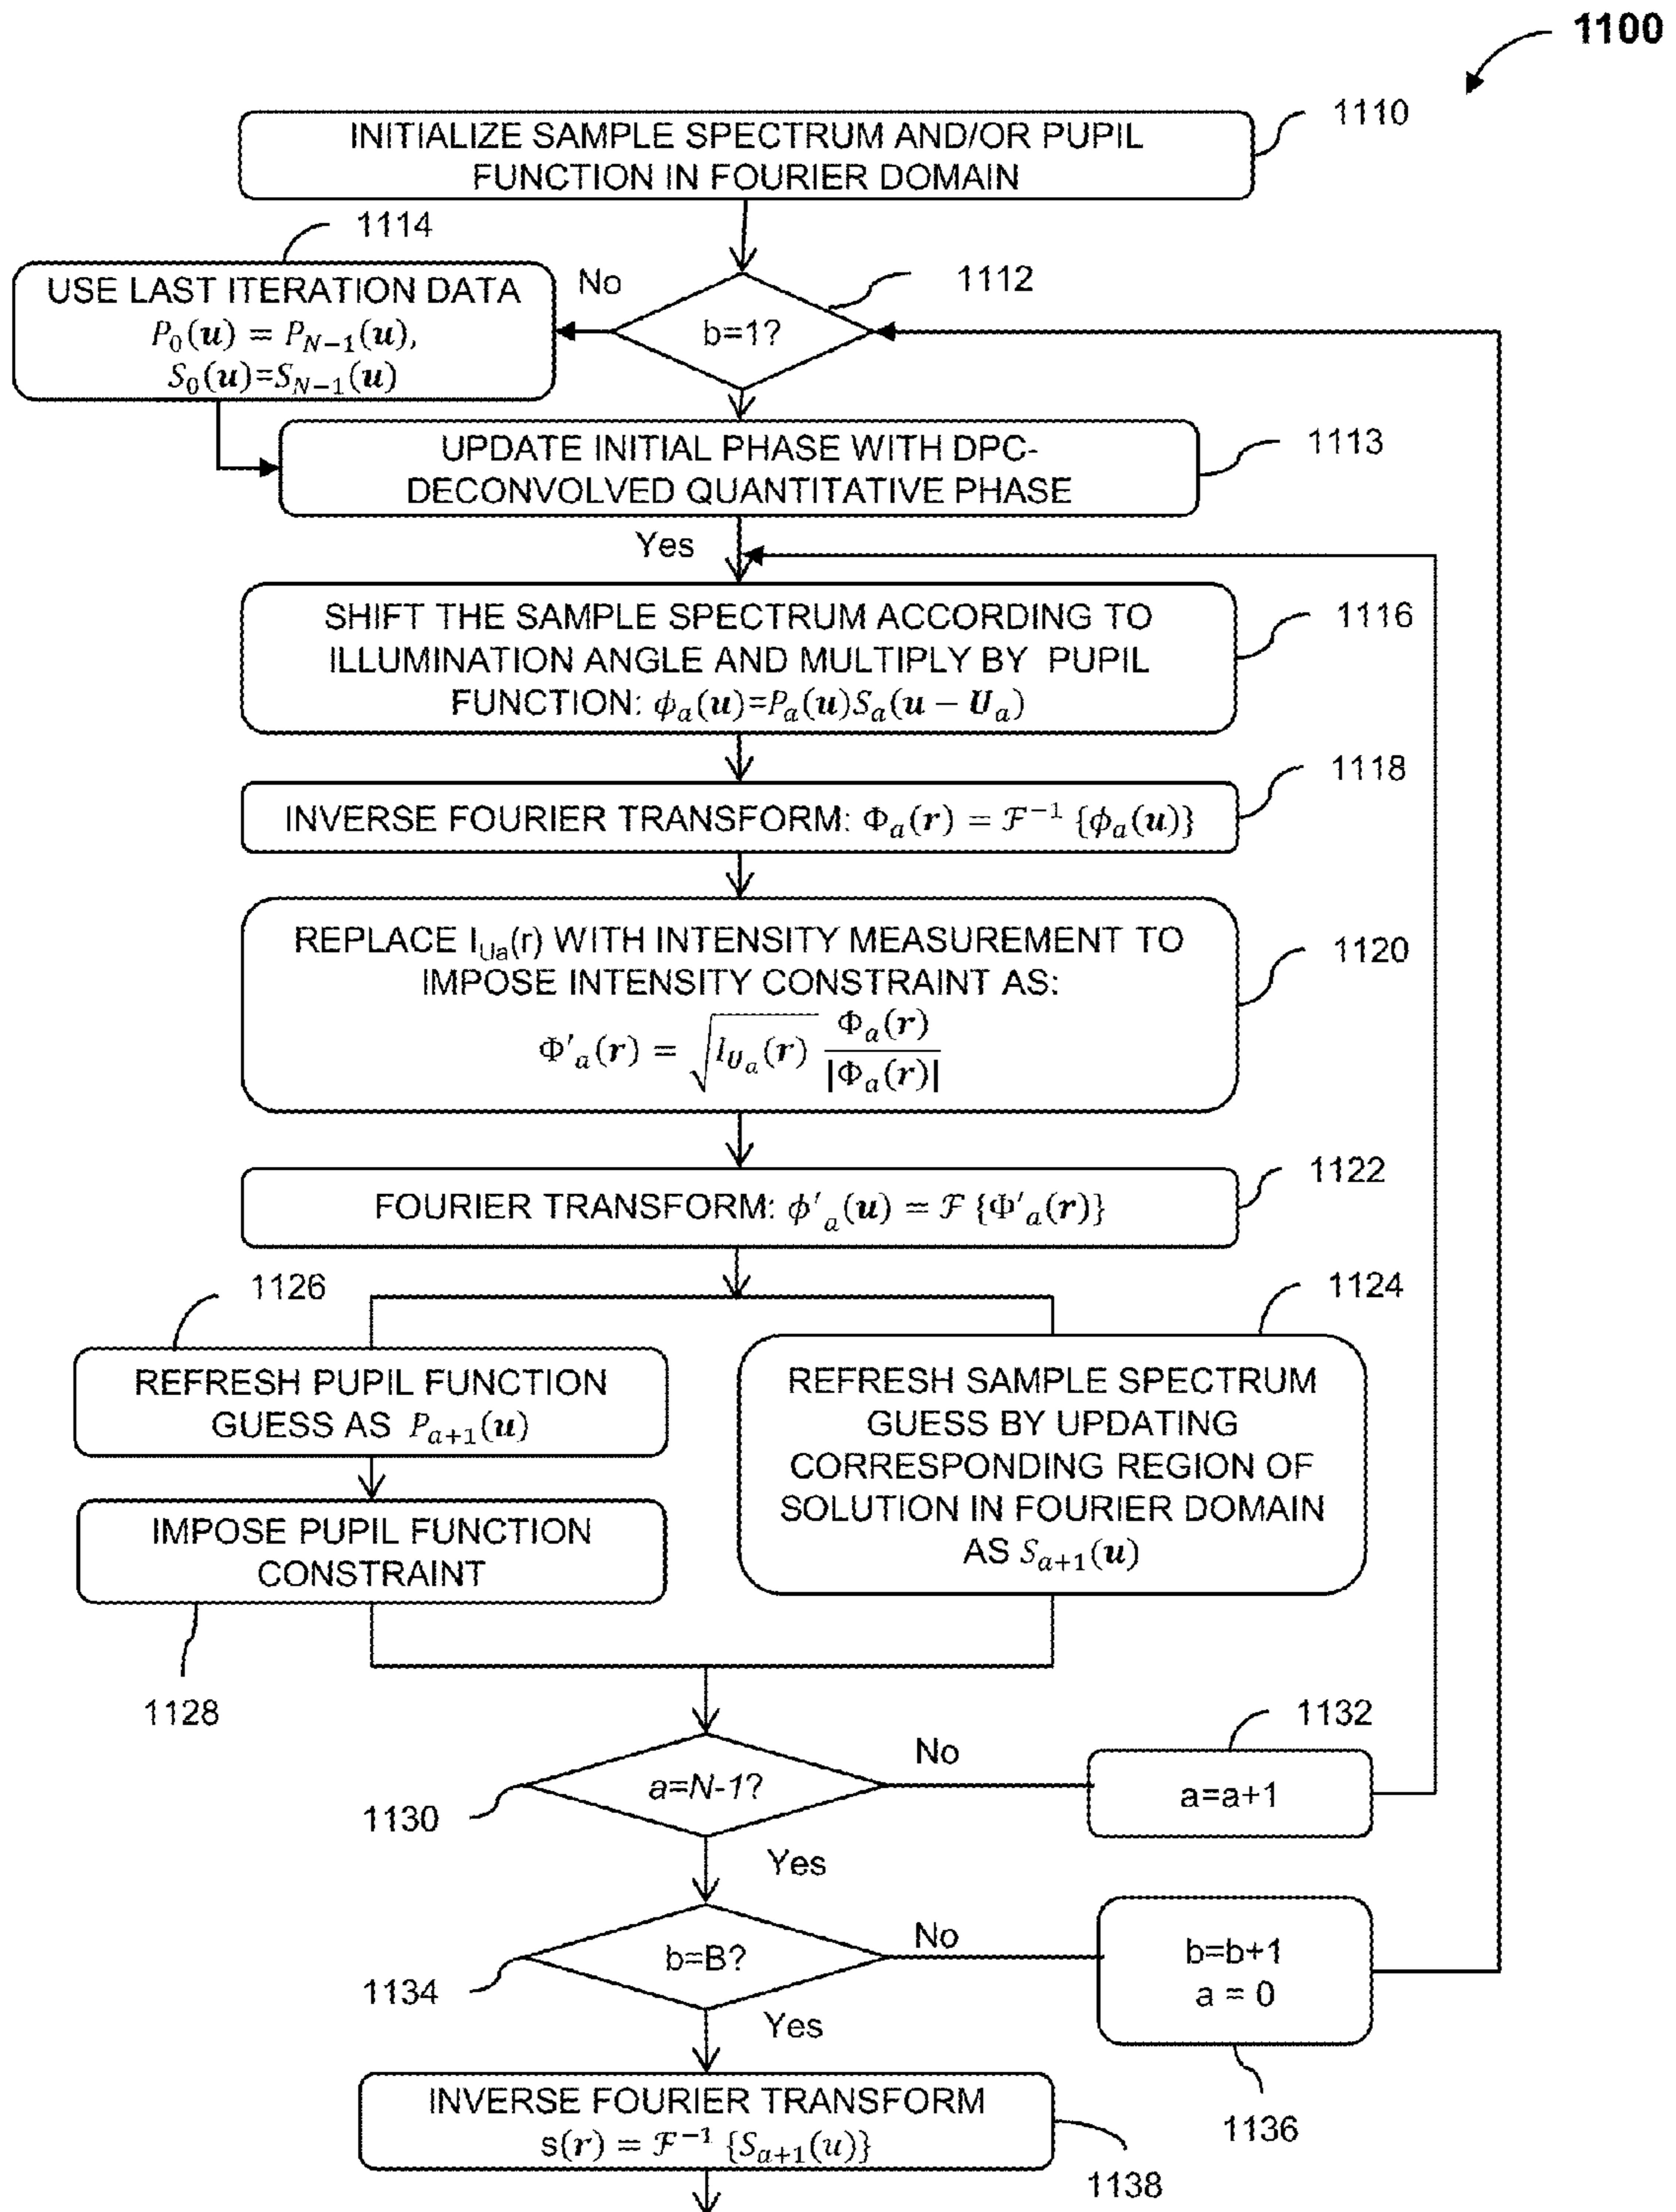 1100
INITIALIZE SAMPLE SPECTRUM AND/OR PUPIL
FUNCTION IN FOURIER DOMAIN
1110
1114
USE LAST ITERATION DATA
P₀(u) = P_{N−1}(u),
S₀(u)=S_{N−1}(u)
No
b=1?
1112
UPDATE INITIAL PHASE WITH DPC-
DECONVOLVED QUANTITATIVE PHASE
1113
Yes
SHIFT THE SAMPLE SPECTRUM ACCORDING TO
ILLUMINATION ANGLE AND MULTIPLY BY PUPIL
FUNCTION: ϕ_a(u)=P_a(u)S_a(u − U_a)
1116
INVERSE FOURIER TRANSFORM: Φ_a(r) = ℱ⁻¹ {ϕ_a(u)}
1118
REPLACE I_{Ua}(r) WITH INTENSITY MEASUREMENT TO
IMPOSE INTENSITY CONSTRAINT AS:
Φ'_a(r) = √I_{U_a}(r) Φ_a(r)/|Φ_a(r)|
1120
FOURIER TRANSFORM: ϕ'_a(u) = ℱ {Φ'_a(r)}
1122
1126
REFRESH PUPIL FUNCTION
GUESS AS P_{a+1}(u)
1124
REFRESH SAMPLE SPECTRUM
GUESS BY UPDATING
CORRESPONDING REGION OF
SOLUTION IN FOURIER DOMAIN
AS S_{a+1}(u)
IMPOSE PUPIL FUNCTION
CONSTRAINT
1128
a=N-1?
1130
No
1132
a=a+1
Yes
b=B?
1134
No
b=b+1
a = 0
1136
Yes
INVERSE FOURIER TRANSFORM
s(r) = ℱ⁻¹ {S_{a+1}(u)}
1138